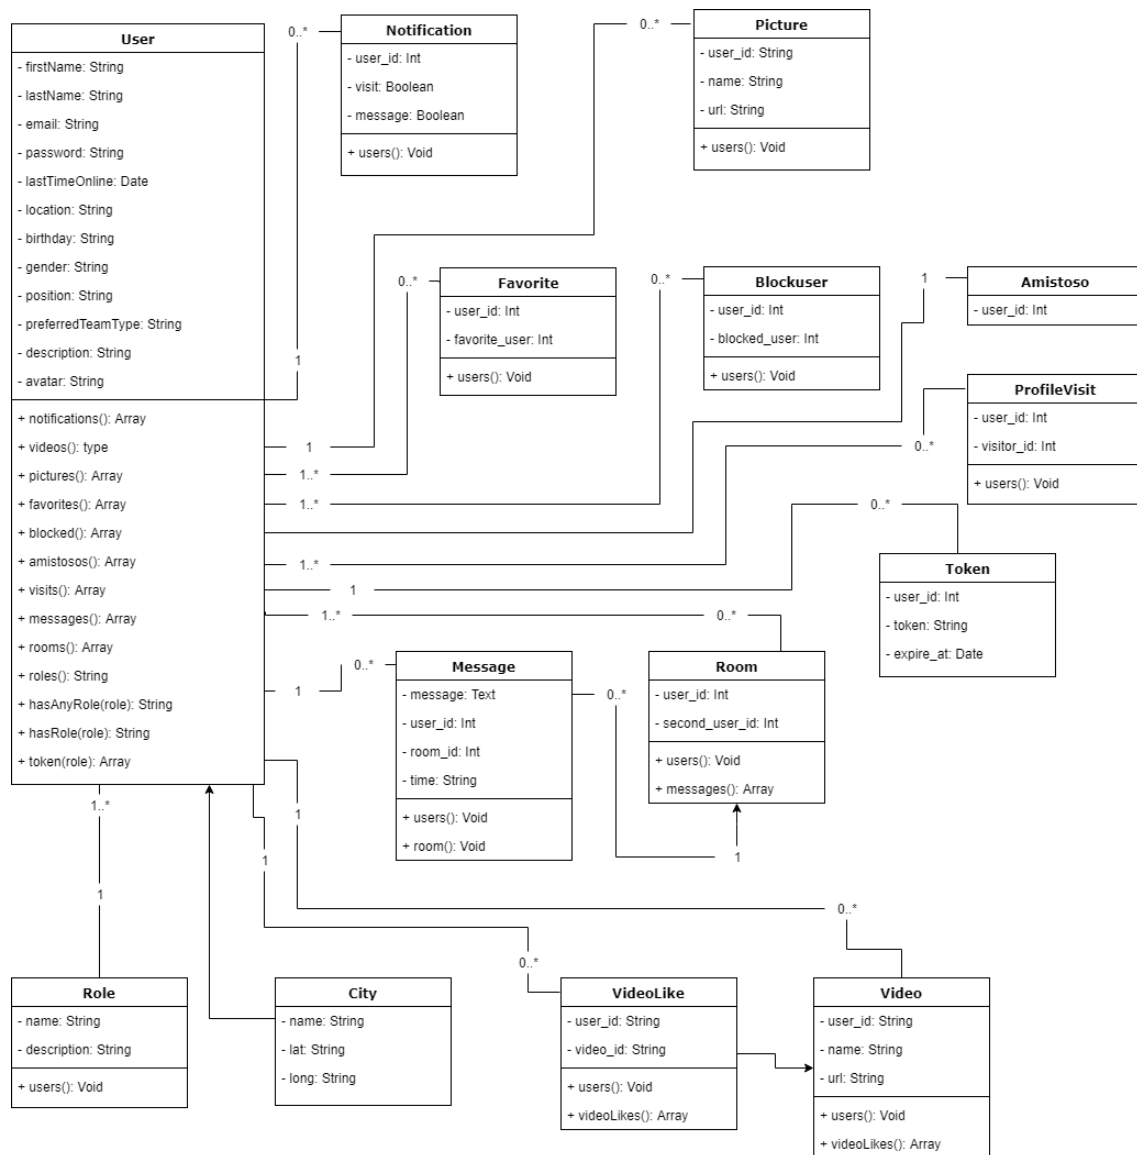 User
- firstName: String
- lastName: String
- email: String
- password: String
- lastTimeOnline: Date
- location: String
- birthday: String
- gender: String
- position: String
- preferredTeamType: String
- description: String
- avatar: String
+ notifications(): Array
+ videos(): type
+ pictures(): Array
+ favorites(): Array
+ blocked(): Array
+ amistosos(): Array
+ visits(): Array
+ messages(): Array
+ rooms(): Array
+ roles(): String
+ hasAnyRole(role): String
+ hasRole(role): String
+ token(role): Array
0..*
1
Notification
- user_id: Int
- visit: Boolean
- message: Boolean
+ users(): Void
0..*
1
Picture
- user_id: String
- name: String
- url: String
+ users(): Void
0..*
1..*
Favorite
- user_id: Int
- favorite_user: Int
+ users(): Void
0..*
1..*
Blockuser
- user_id: Int
- blocked_user: Int
+ users(): Void
1
Amistoso
- user_id: Int
0..*
1..*
ProfileVisit
- user_id: Int
- visitor_id: Int
+ users(): Void
0..*
1
Token
- user_id: Int
- token: String
- expire_at: Date
1..*
0..*
Room
- user_id: Int
- second_user_id: Int
+ users(): Void
+ messages(): Array
1
0..*
Message
- message: Text
- user_id: Int
- room_id: Int
- time: String
+ users(): Void
+ room(): Void
0..*
1
1..*
1
Role
- name: String
- description: String
+ users(): Void
City
- name: String
- lat: String
- long: String
1
0..*
VideoLike
- user_id: String
- video_id: String
+ users(): Void
+ videoLikes(): Array
1
0..*
Video
- user_id: String
- name: String
- url: String
+ users(): Void
+ videoLikes(): Array